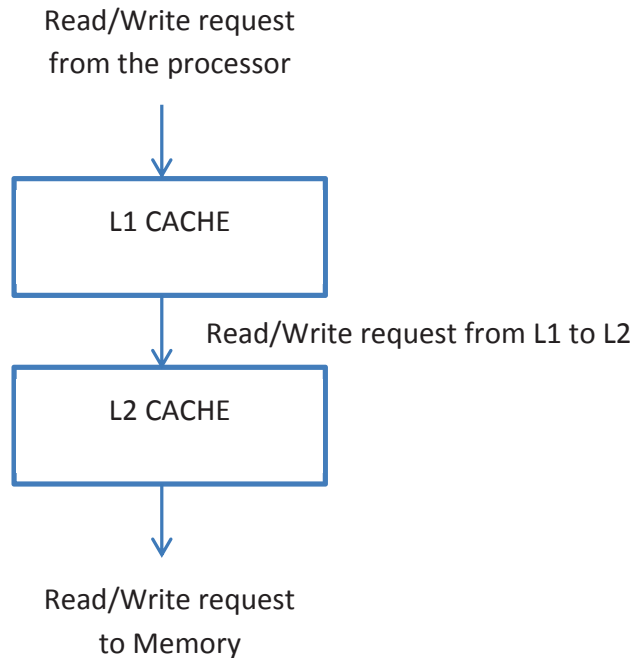 Read/Write request
from the processor
L1 CACHE
Read/Write request from L1 to L2
L2 CACHE
Read/Write request
to Memory